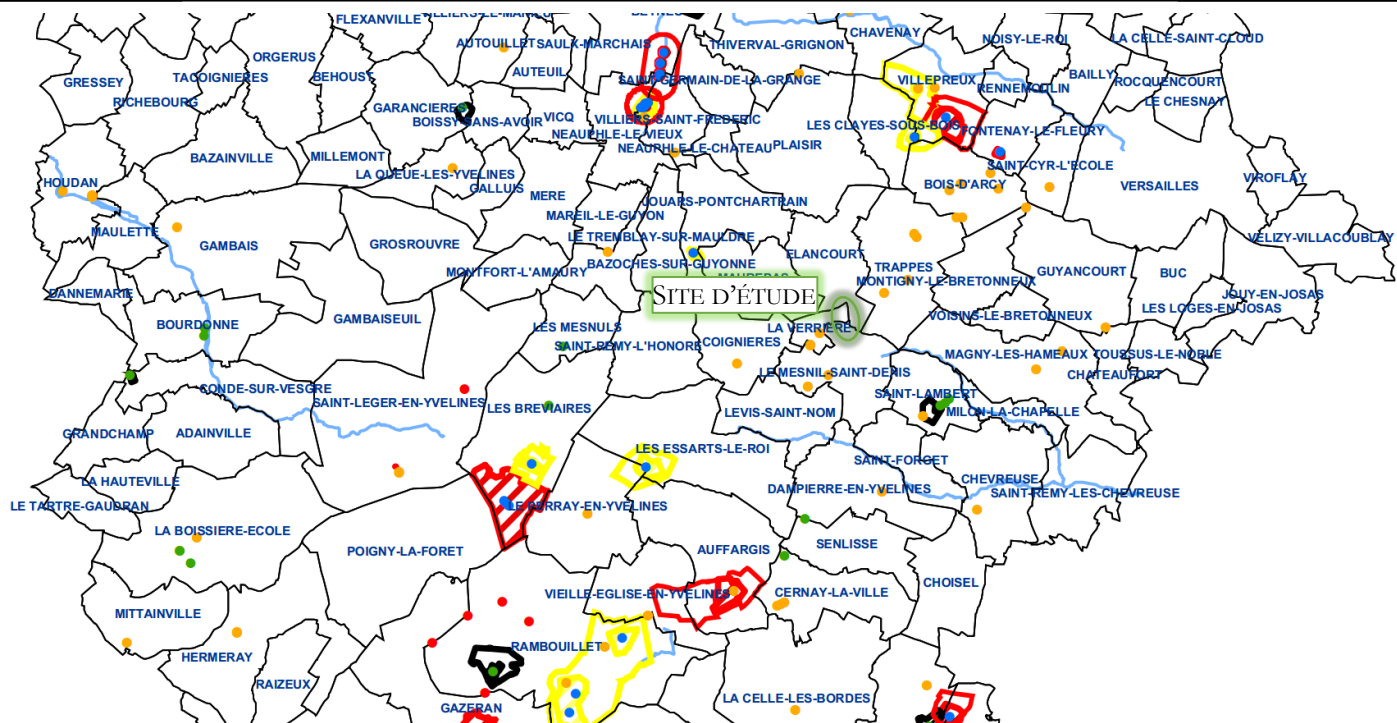 FLEXANVILLE
CHAVENAY
NOISY-LE-ROI
LA CELLE-SAINT-CLOUD
AUTOUILLET
SAULX-MARCHAIS
THIVERVAL-GRIGNON
ORGERUS
GRESSEY
TACOIGNIERES
BEHOUST
AUTEUIL
SAINT-GERMAIN-DE-LA-GRANGE
VILLEPREUX
BAILLY
ROCQUENCOURT
RENNEMOULIN
RICHEBOURG
LE CHESNAY
GARANCIERES
BOISSY-SANS-AVOIR
VICQ
VILLIERS-SAINT-FREDERIC
LES CLAYES-SOUS-BOIS
FONTENAY-LE-FLEURY
NEAUPHLE-LE-VIEUX
NEAUPHLE-LE-CHATEAU
PLAISIR
BAZAINVILLE
MILLEMONT
SAINT-CYR-L'ECOLE
LA QUEUE-LES-YVELINES
HOUDAN
GALLUIS
BOIS-D'ARCY
VERSAILLES
VIROFLAY
MERE
JOUARS-PONTCHARTRAIN
MAREIL-LE-GUYON
MAULETTE
GAMBAIS
GROSROUVRE
LE TREMBLAY-SUR-MAULDRE
VELIZY-VILLACOUBLAY
ELANCOURT
BAZOCHES-SUR-GUYONNE
TRAPPES
MONTFORT-L'AMAURY
GUYANCOURT
BUC
MONTIGNY-LE-BRETONNEUX
DANNEMARIE
SITE D'ÉTUDE
JOUY-EN-JOSAS
LES LOGES-EN-JOSAS
GAMBAISEUIL
VOISINS-LE-BRETONNEUX
BOURDONNE
LES MESNULS
LA VERRIERE
SAINT-REMY-L'HONORE
COIGNIERES
MAGNY-LES-HAMEAUX
TOUSSUS-LE-NOBLE
LE MESNIL-SAINT-DENIS
CHATEAUFORT
CONDE-SUR-VESGRE
SAINT-LEGER-EN-YVELINES
SAINT-LAMBERT
LES BREVIAIRES
LEVIS-SAINT-NOM
MILON-LA-CHAPELLE
GRANDCHAMP
ADAINVILLE
LES ESSARTS-LE-ROI
SAINT-FORGET
LA HAUTEVILLE
CHEVREUSE
DAMPIERRE-EN-YVELINES
SAINT-REMY-LES-CHEVREUSE
LE TARTRE-GAUDRAN
LE PERRAY-EN-YVELINES
LA BOISSIERE-ECOLE
SENLISSE
POIGNY-LA-FORET
AUFFARGIS
CHOISEL
VIEILLE-EGLISE-EN-YVELINES
CERNAY-LA-VILLE
MITTAINVILLE
RAMBOUILLET
HERMERAY
RAIZEUX
LA CELLE-LES-BORDES
GAZERAN